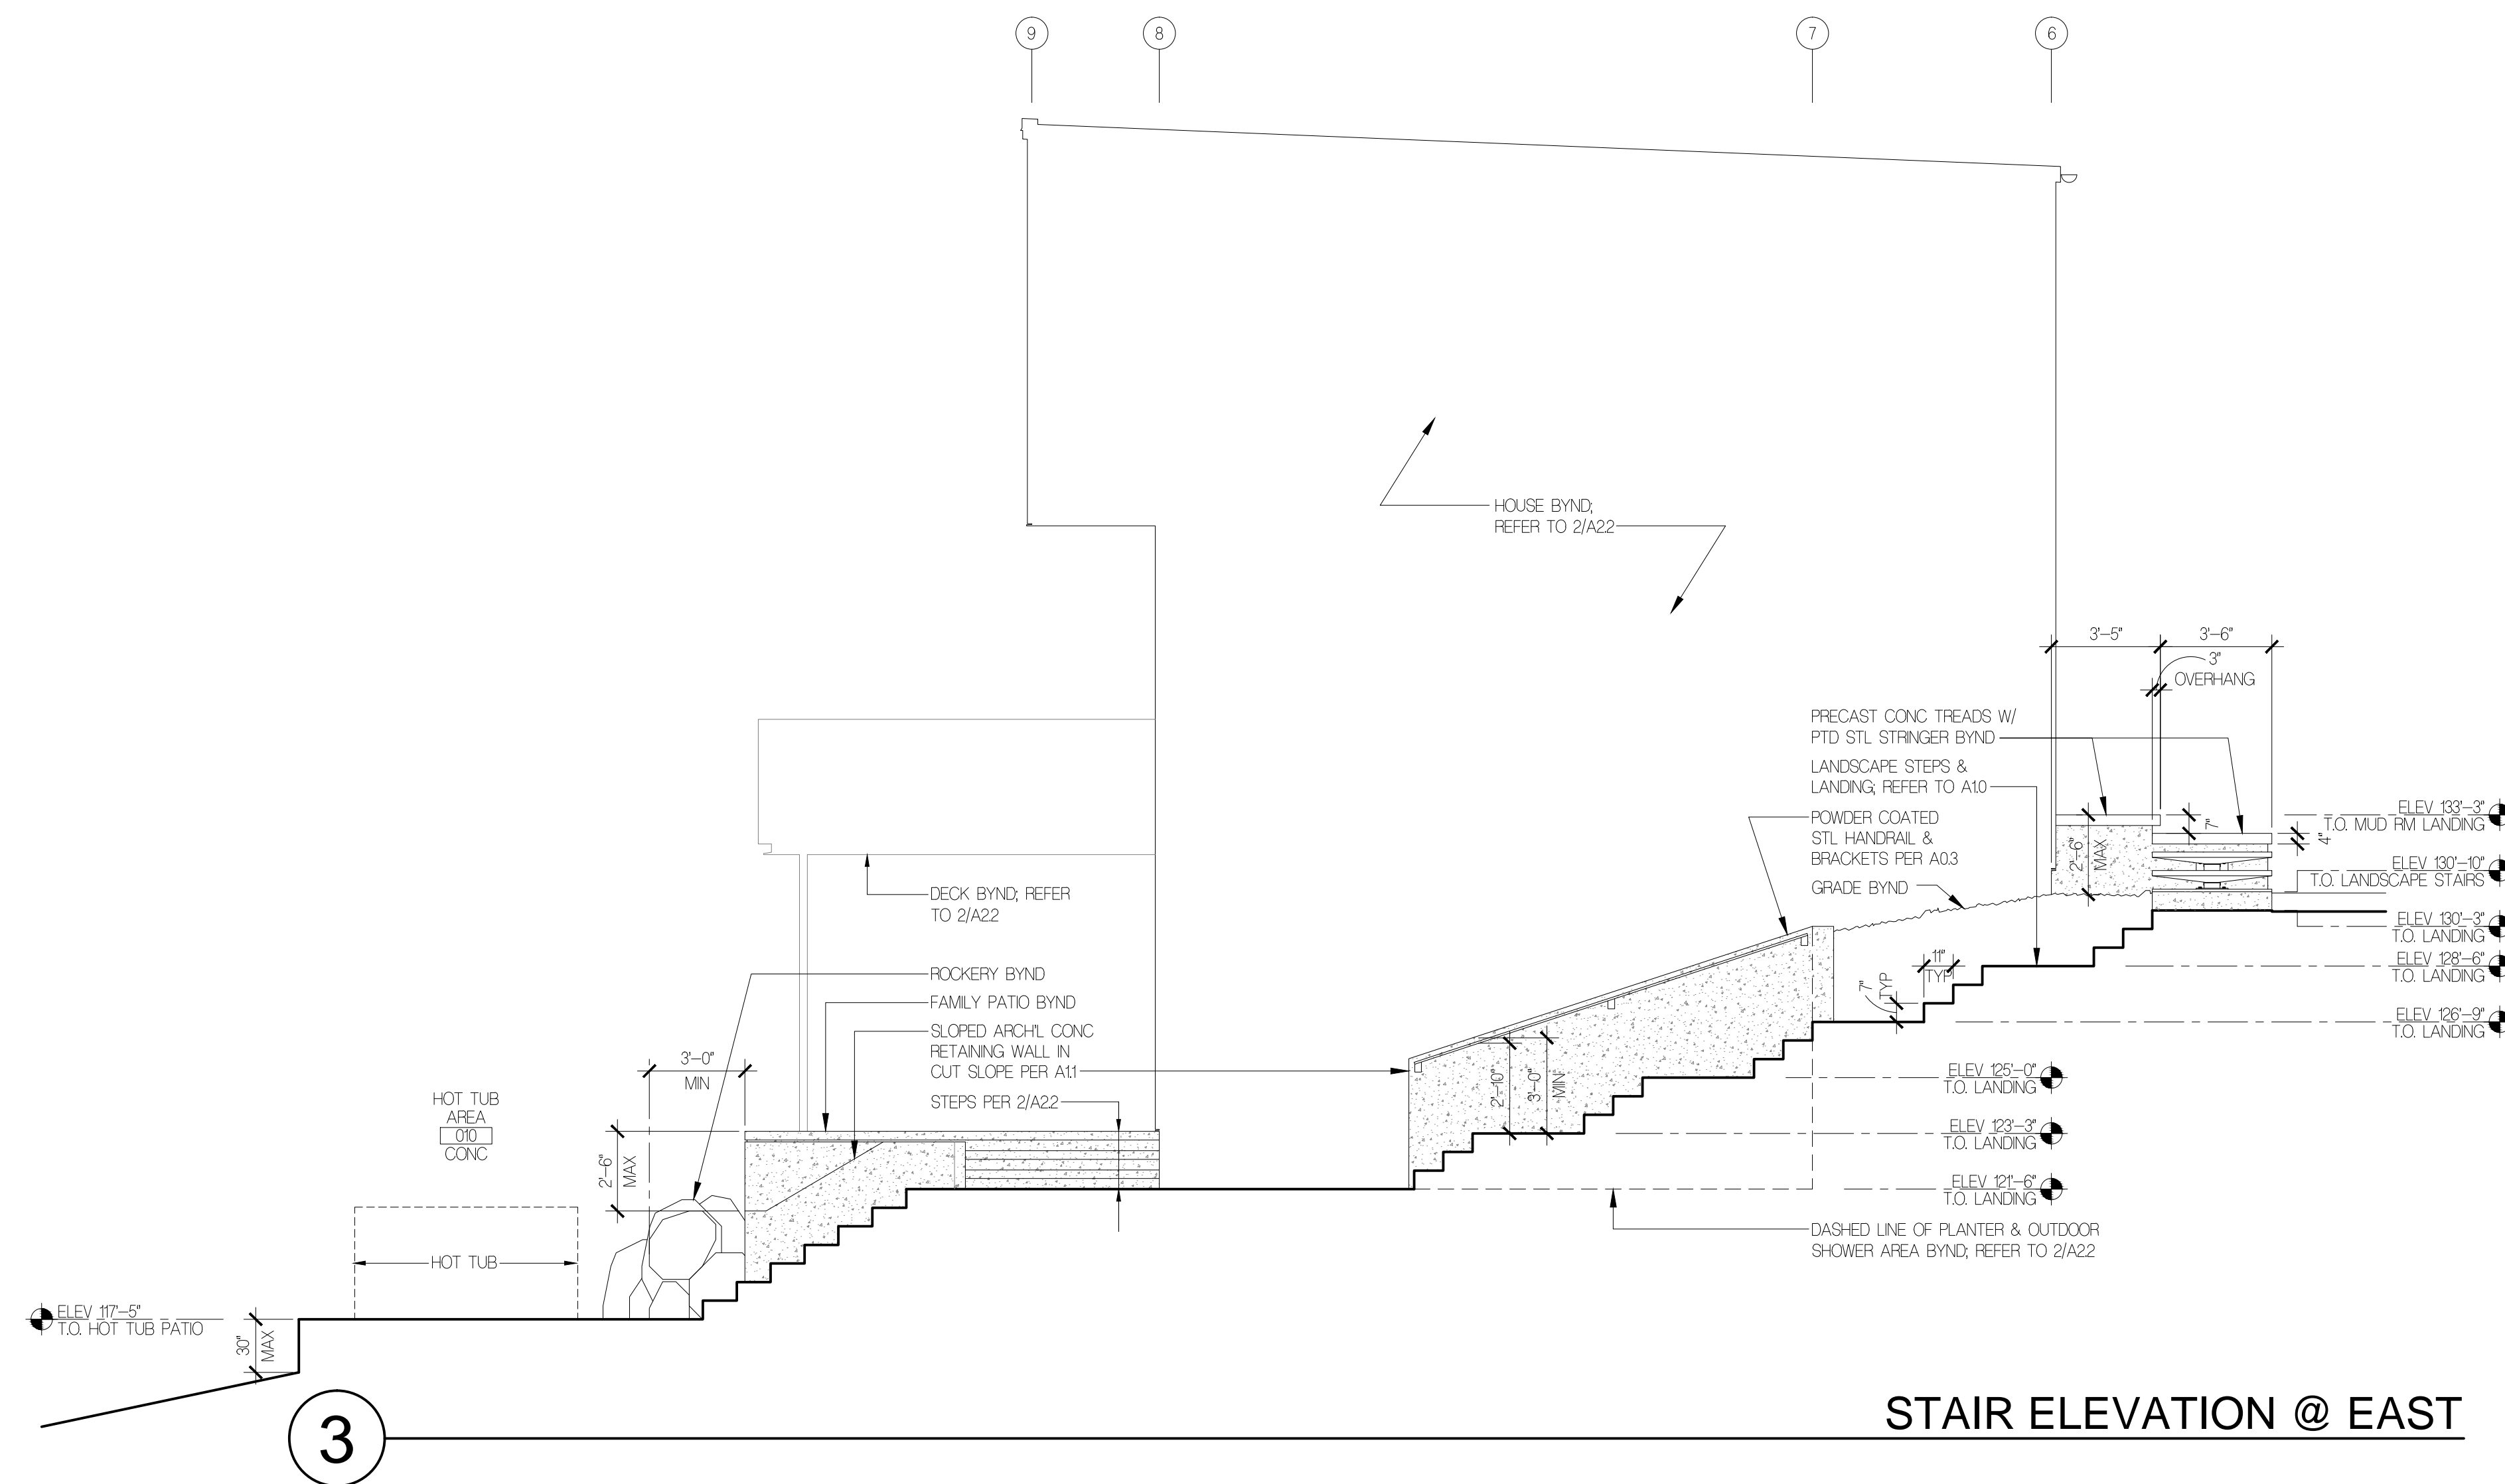 9
8
7
6
HOUSE BYND;
REFER TO 2/A2.2
3'-5"
3'-6"
3"
OVERHANG
PRECAST CONC TREADS W/
PTD STL STRINGER BYND
LANDSCAPE STEPS &
LANDING; REFER TO A1.0
POWDER COATED
STL HANDRAIL &
BRACKETS PER A0.3
GRADE BYND
2'-6"
MAX
7"
4"
ELEV 133'-3"
T.O. MUD RM LANDING
ELEV 130'-10"
T.O. LANDSCAPE STAIRS
ELEV 130'-3"
T.O. LANDING
ELEV 128'-6"
T.O. LANDING
ELEV 126'-9"
T.O. LANDING
ELEV 125'-0"
T.O. LANDING
ELEV 123'-3"
T.O. LANDING
ELEV 121'-6"
T.O. LANDING
11"
TYP
7"
TYP
DECK BYND; REFER
TO 2/A2.2
ROCKERY BYND
FAMILY PATIO BYND
SLOPED ARCH'L CONC
RETAINING WALL IN
CUT SLOPE PER A1.1
STEPS PER 2/A2.2
3'-0"
MIN
2'-10"
3'-0"
MIN
HOT TUB
AREA
010
CONC
2'-6"
MAX
HOT TUB
DASHED LINE OF PLANTER & OUTDOOR
SHOWER AREA BYND; REFER TO 2/A2.2
ELEV 117'-5"
T.O. HOT TUB PATIO
30"
MAX
3
STAIR ELEVATION @ EAST